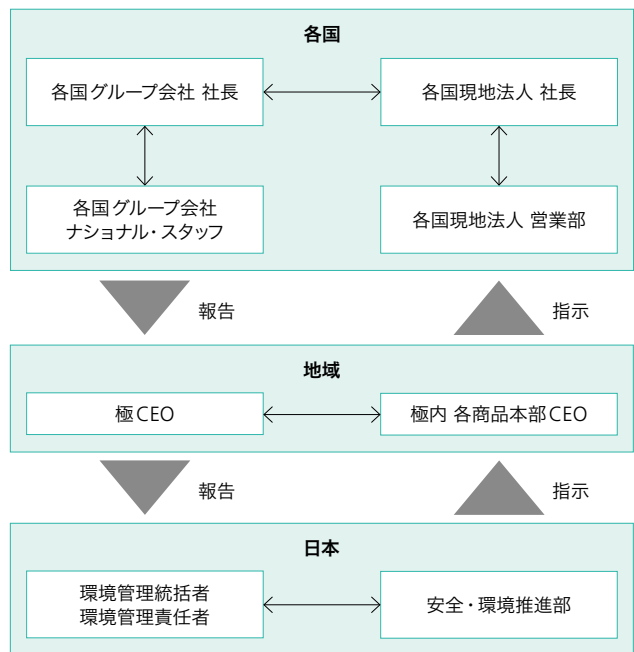 各国
各国グループ会社 社長
各国現地法人 社長
各国グループ会社
ナショナル・スタッフ
各国現地法人 営業部
報告
指示
地域
極CEO
極内 各商品本部CEO
報告
指示
日本
環境管理統括者
環境管理責任者
安全・環境推進部